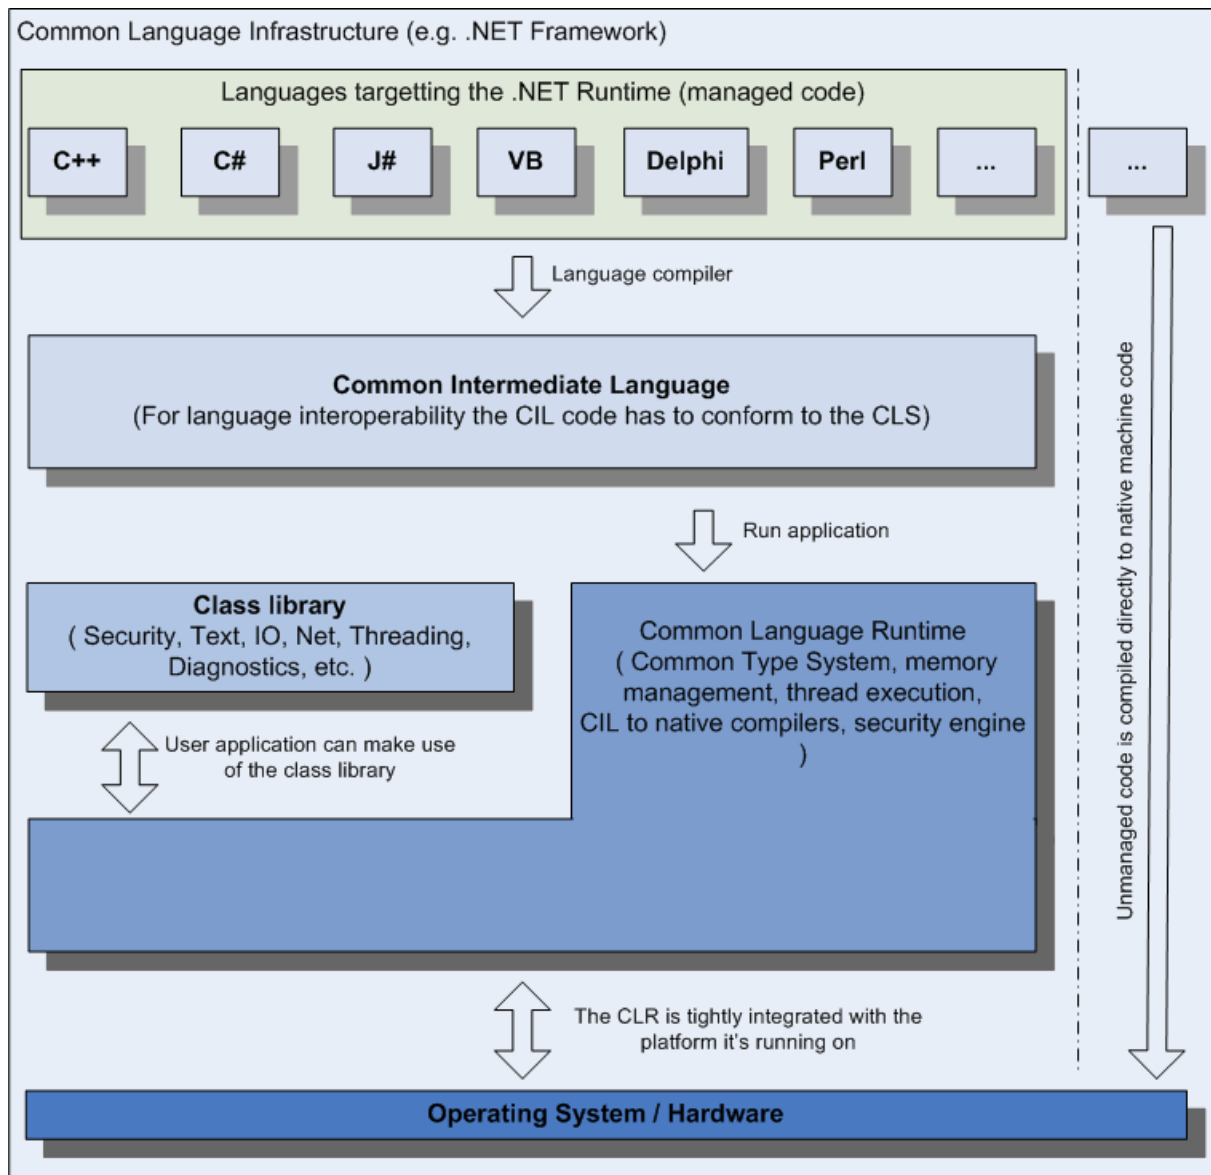 Common Language Infrastructure (e.g. .NET Framework)
Languages targetting the .NET Runtime (managed code)
C++
C#
J#
VB
Delphi
Perl
...
...
Language compiler
Common Intermediate Language
(For language interoperability the CIL code has to conform to the CLS)
Run application
Class library
( Security, Text, IO, Net, Threading,
Diagnostics, etc. )
Common Language Runtime
( Common Type System, memory
management, thread execution,
CIL to native compilers, security engine
)
User application can make use
of the class library
The CLR is tightly integrated with the
platform it's running on
Unmanaged code is compiled directly to native machine code
Operating System / Hardware